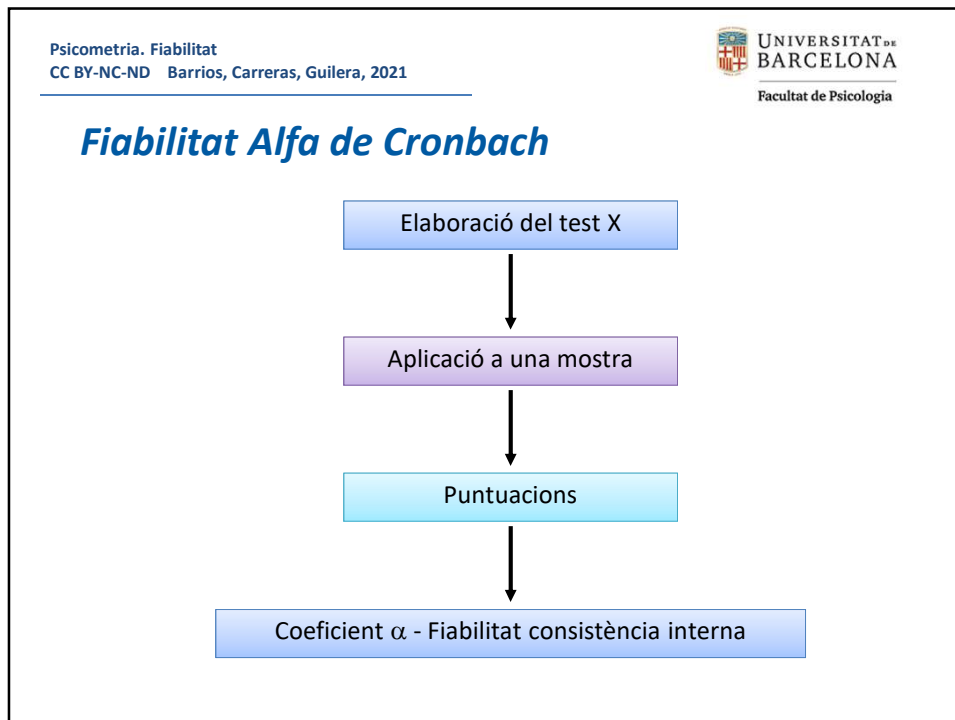 Psicometria. Fiabilitat
CC BY-NC-ND Barrios, Carreras, Guilera, 2021
UNIVERSITAT DE
BARCELONA
Facultat de Psicologia
Fiabilitat Alfa de Cronbach
Elaboració del test X
Aplicació a una mostra
Puntuacions
Coeficient α - Fiabilitat consistència interna